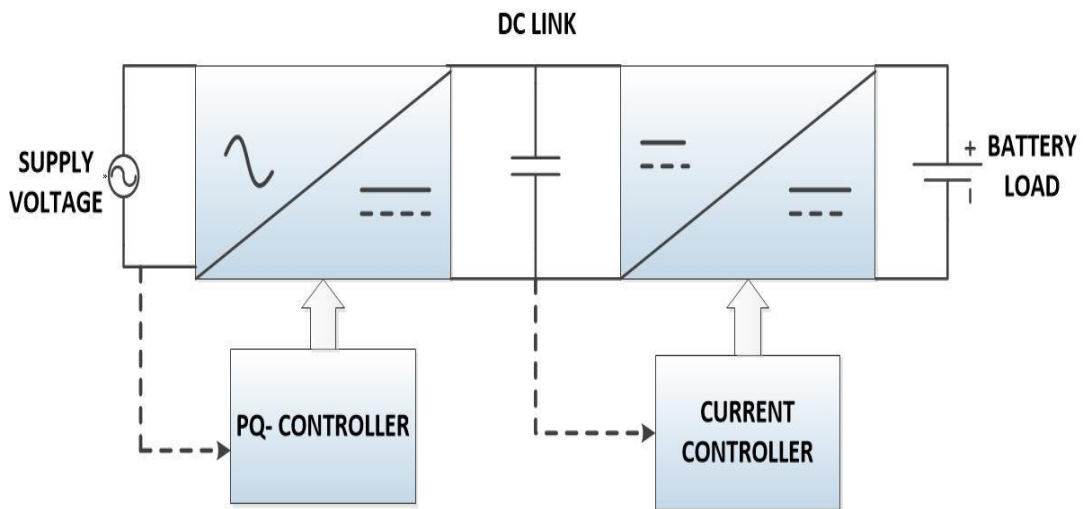 DC LINK
SUPPLY
VOLTAGE
+ BATTERY
LOAD
PQ- CONTROLLER
CURRENT
CONTROLLER